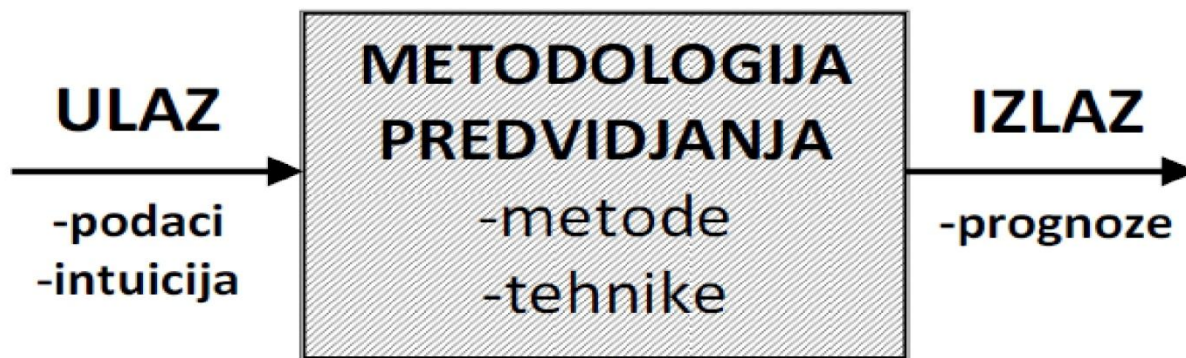 ULAZ
-podaci
-intuicija
METODOLOGIJA
PREDVIDJANJA
-metode
-tehnike
IZLAZ
-prognoze